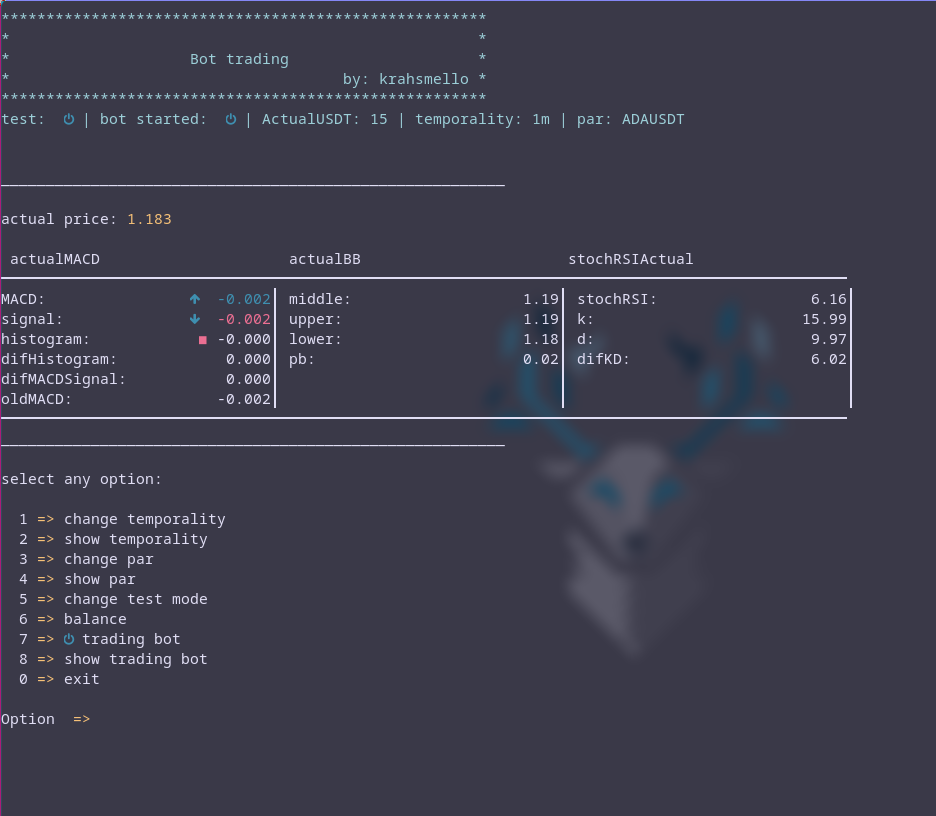 ******************************************************
*                                                    *
*                    Bot trading                     *
*                                     by: krahsmello *
******************************************************
test:  ⏻ | bot started:  ⏻ | ActualUSDT: 15 | temporality: 1m | par: ADAUSDT
actual price: 1.183
actualMACD actualBB stochRSIActual
MACD: ↑ -0.002 middle: 1.19 stochRSI: 6.16
signal: ↓ -0.002 upper: 1.19 k: 15.99
histogram: ■ -0.000 lower: 1.18 d: 9.97
difHistogram: 0.000 pb: 0.02 difKD: 6.02
difMACDSignal: 0.000
oldMACD: -0.002
select any option:
1 => change temporality
2 => show temporality
3 => change par
4 => show par
5 => change test mode
6 => balance
7 => ⏻ trading bot
8 => show trading bot
0 => exit
Option  =>